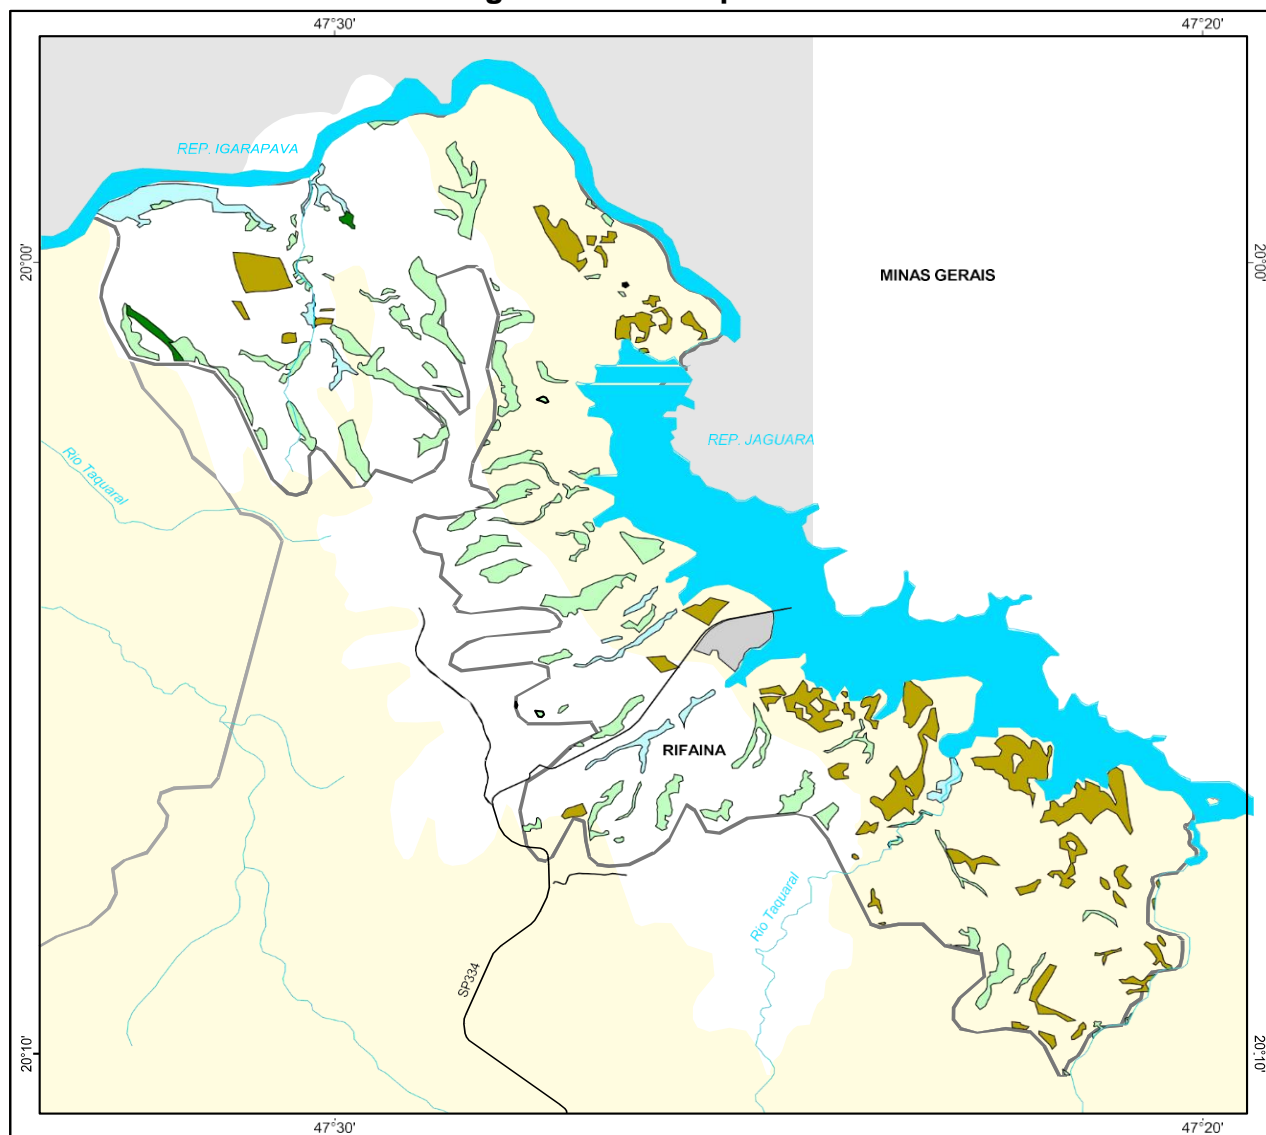 47°30'
47°20'
REP. IGARAPAVA
20°00'
20°00'
MINAS GERAIS
REP. JAGUARA
Rio Taquaral
RIFAINA
Rio Taquaral
SP334
20°10'
20°10'
47°30'
47°20'